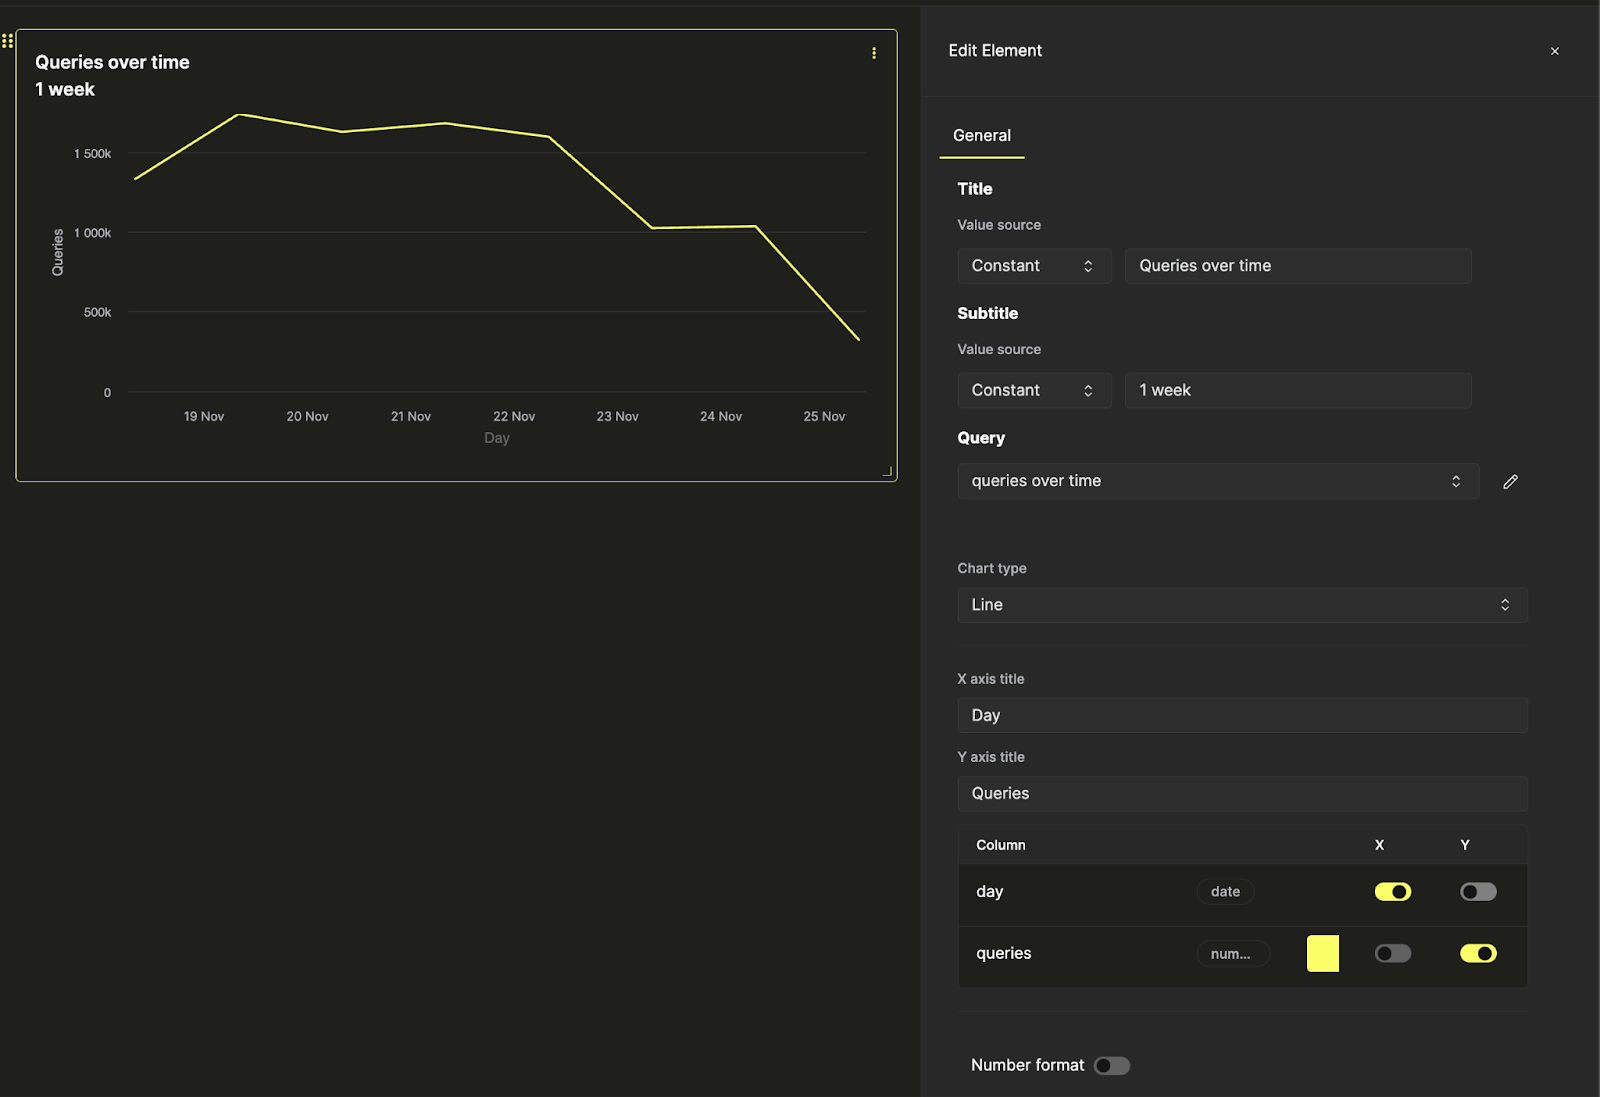 Queries over time
1 week
1 500k
1 000k
500k
0
Queries
19 Nov
20 Nov
21 Nov
22 Nov
23 Nov
24 Nov
25 Nov
Day
Edit Element
General
Title
Value source
Constant
Queries over time
Subtitle
Value source
Constant
1 week
Query
queries over time
Chart type
Line
X axis title
Day
Y axis title
Queries
Column X Y
day date
queries num...
Number format